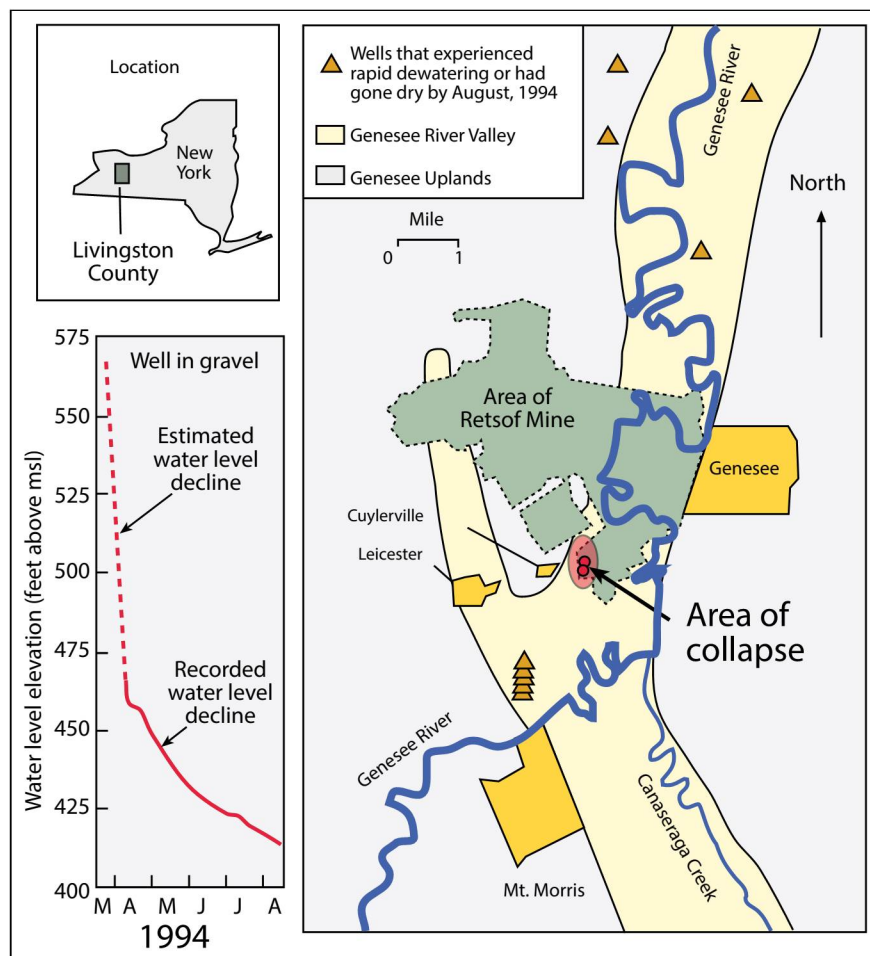 Location
New
York
Livingston
County
Wells that experienced
rapid dewatering or had
gone dry by August, 1994
Genesee River Valley
Genesee Uplands
Mile
0 1
North
Genesee River
Area of
Retsof Mine
Genesee
Cuylerville
Leicester
Area of
collapse
Genesee River
Canaseraga Creek
Mt. Morris
Water level elevation (feet above msl)
575
550
525
500
475
450
425
400
Well in gravel
Estimated
water level
decline
Recorded
water level
decline
M A M J J A
1994